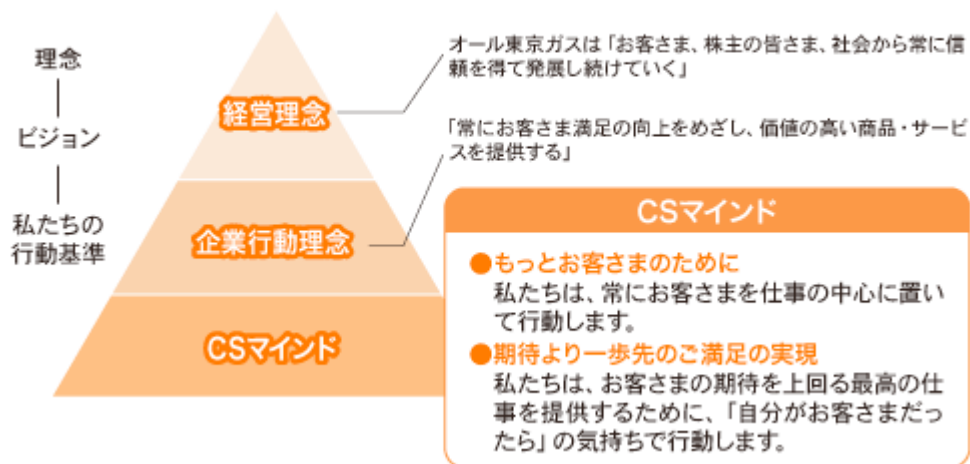 理念
ビジョン
私たちの
行動基準
経営理念
企業行動理念
CSマインド
オール東京ガスは「お客さま、株主の皆さま、社会から常に信
頼を得て発展し続けていく」
「常にお客さま満足の向上をめざし、価値の高い商品・サービ
スを提供する」
CSマインド
●もっとお客さまのために
私たちは、常にお客さまを仕事の中心に置い
て行動します。
●期待より一歩先のご満足の実現
私たちは、お客さまの期待を上回る最高の仕
事を提供するために、「自分がお客さまだっ
たら」の気持ちで行動します。